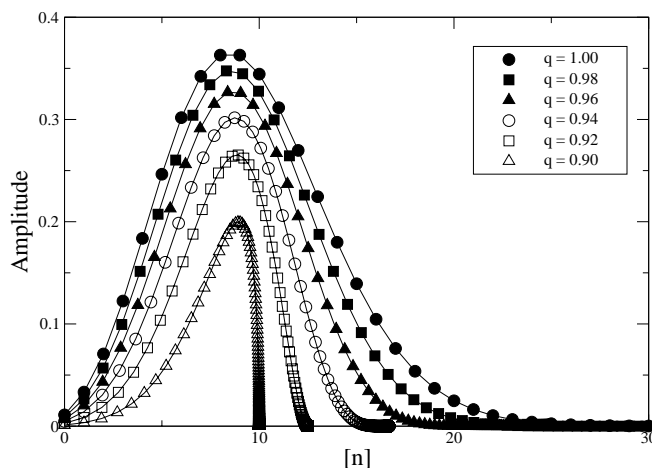 0.4
0.3
0.2
0.1
0
Amplitude
q = 1.00
q = 0.98
q = 0.96
q = 0.94
q = 0.92
q = 0.90
0 10 20 30
[n]